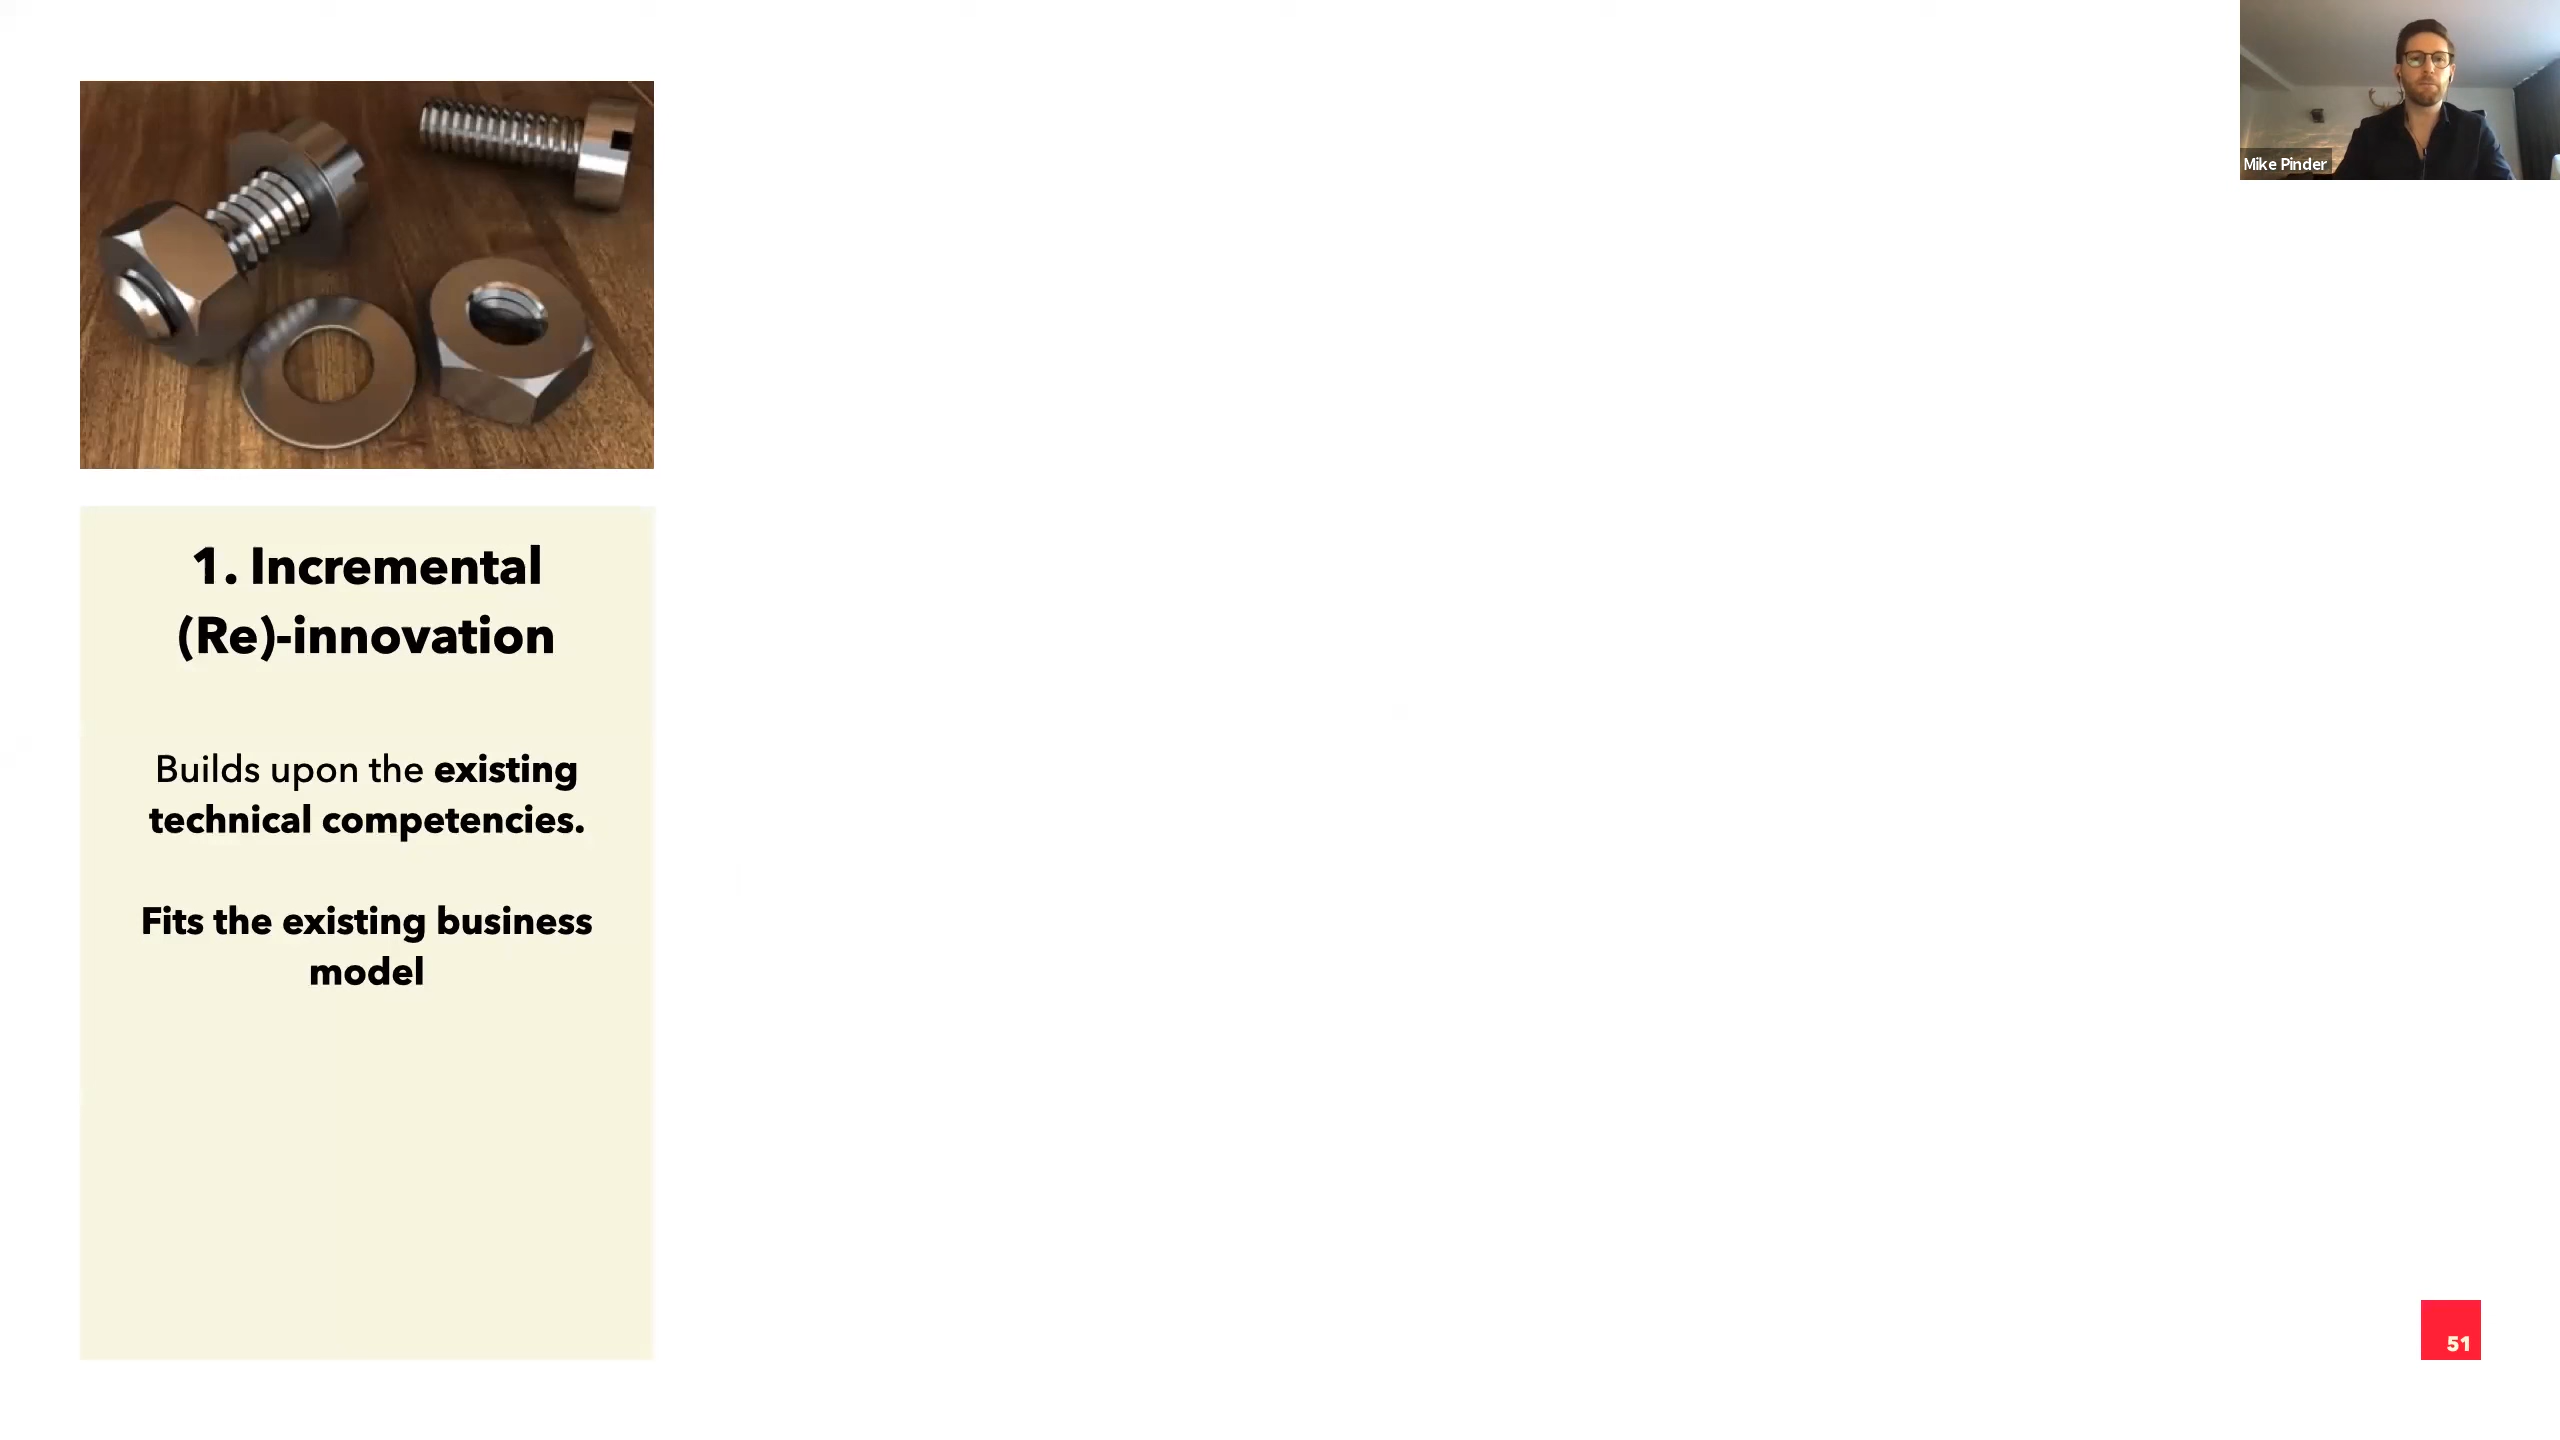 Mike Pinder
1. Incremental
(Re)-innovation
Builds upon the existing
technical competencies.
Fits the existing business
model
51